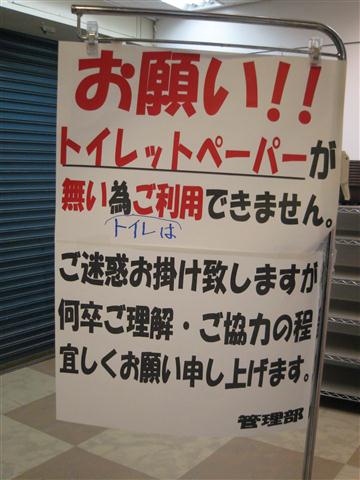 お願い!!
トイレットペーパーが
無い為ご利用できません。
トイレは
ご迷惑お掛け致しますが
何卒ご理解・ご協力の程
宜しくお願い申し上げます。
管理部